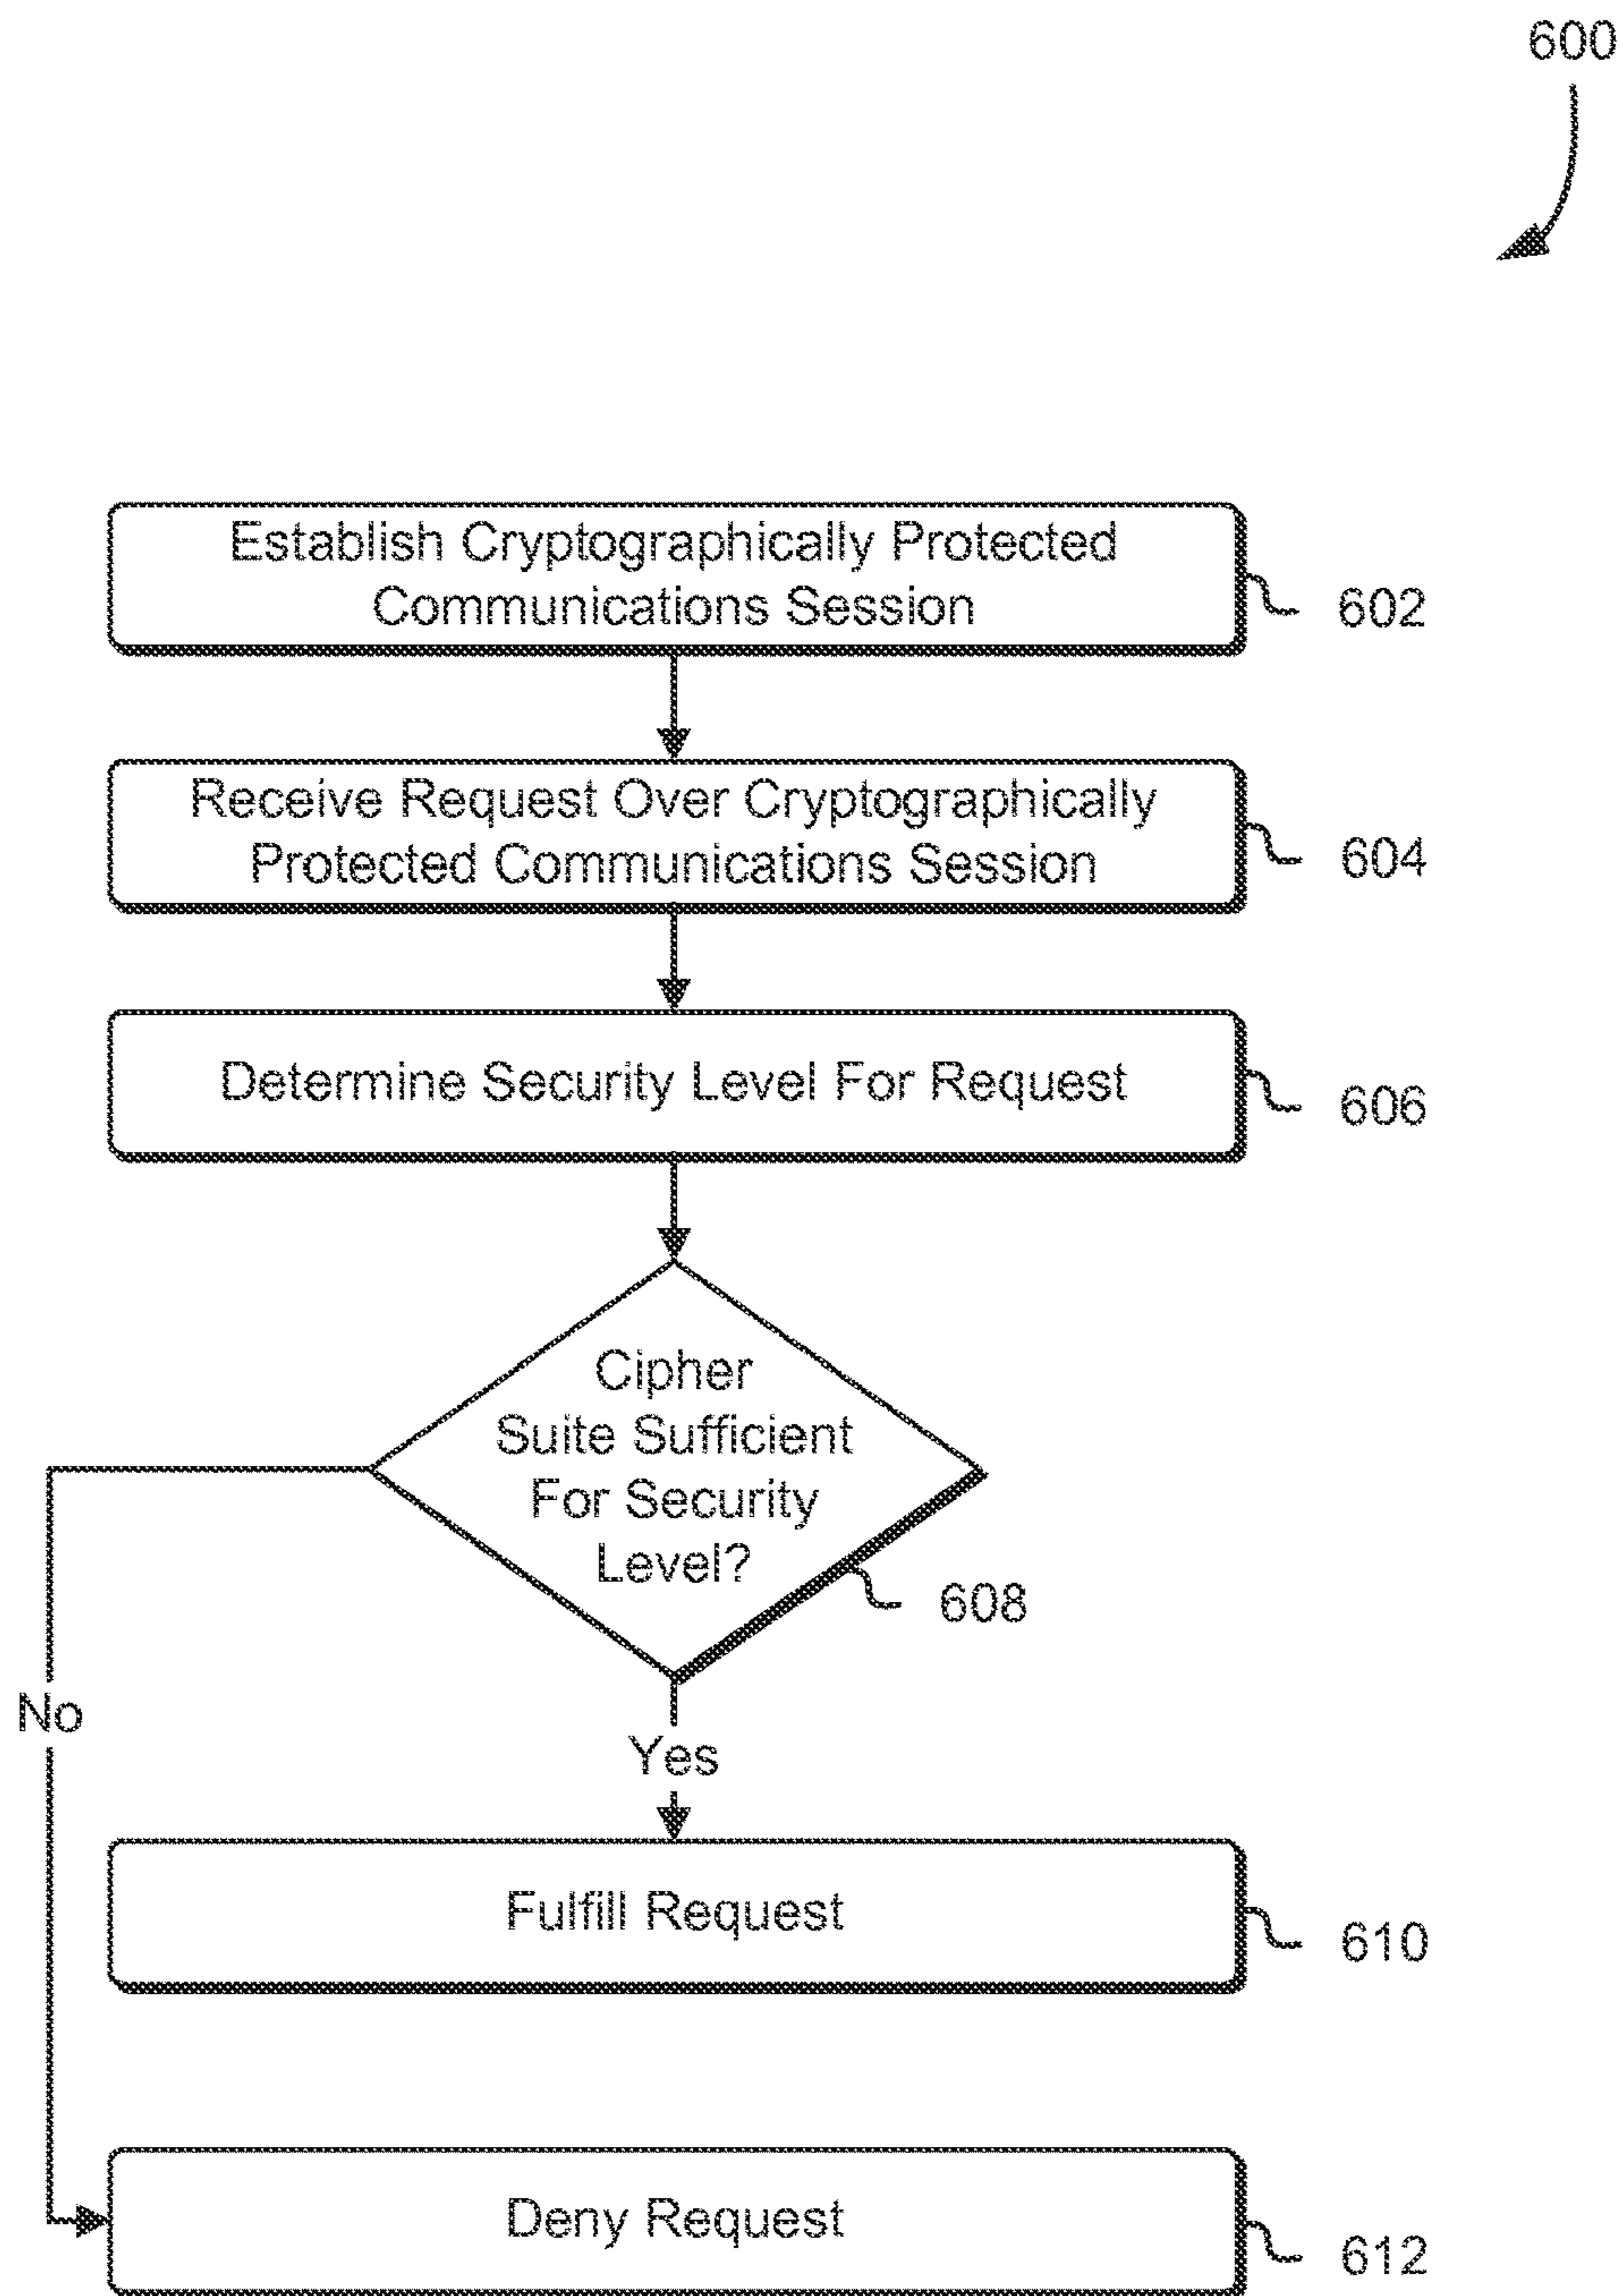 600
Establish Cryptographically Protected
Communications Session
602
Receive Request Over Cryptographically
Protected Communications Session
604
Determine Security Level For Request
606
Cipher
Suite Sufficient
For Security
Level?
608
No
Yes
Fulfill Request
610
Deny Request
612